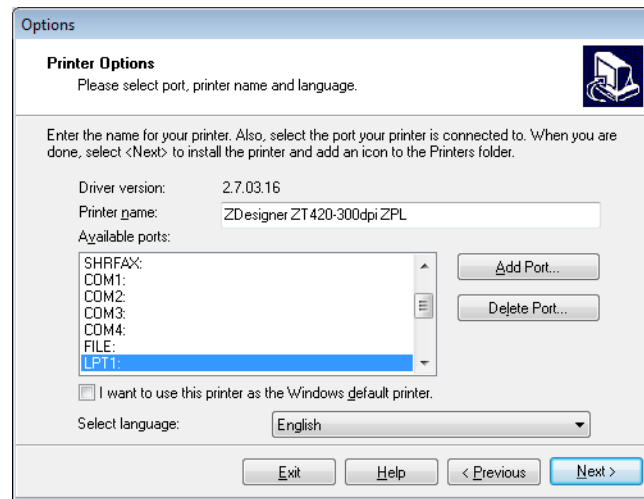 Options
Printer Options
Please select port, printer name and language.
Enter the name for your printer. Also, select the port your printer is connected to. When you are
done, select <Next> to install the printer and add an icon to the Printers folder.
Driver version: 2.7.03.16
Printer name: ZDesigner ZT420-300dpi ZPL
Available ports:
SHRFAX:
COM1:
COM2:
COM3:
COM4:
FILE:
LPT1:
Add Port...
Delete Port...
I want to use this printer as the Windows default printer.
Select language: English
Exit Help < Previous Next >